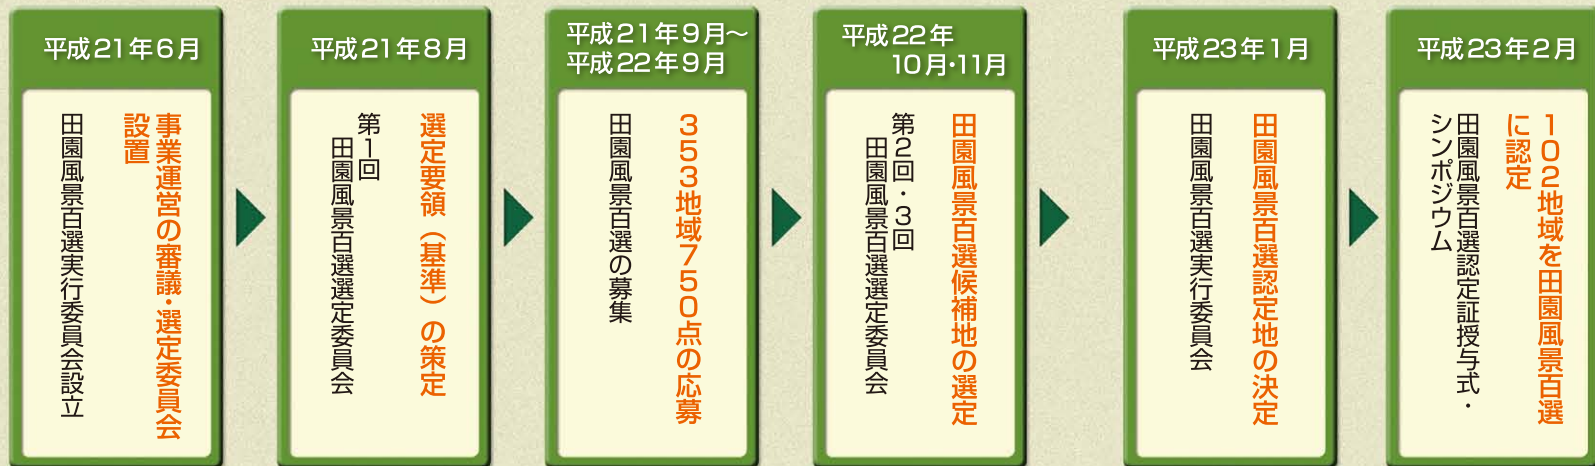 平成21年6月
事業運営の審議・選定委員会
設置
田園風景百選実行委員会設立
平成21年8月
選定要領（基準）の策定
第1回
田園風景百選選定委員会
平成21年9月〜
平成22年9月
353地域750点の応募
田園風景百選の募集
平成22年
10月・11月
田園風景百選候補地の選定
第2回・3回
田園風景百選選定委員会
平成23年1月
田園風景百選認定地の決定
田園風景百選実行委員会
平成23年2月
102地域を田園風景百選
に認定
田園風景百選認定証授与式・
シンポジウム